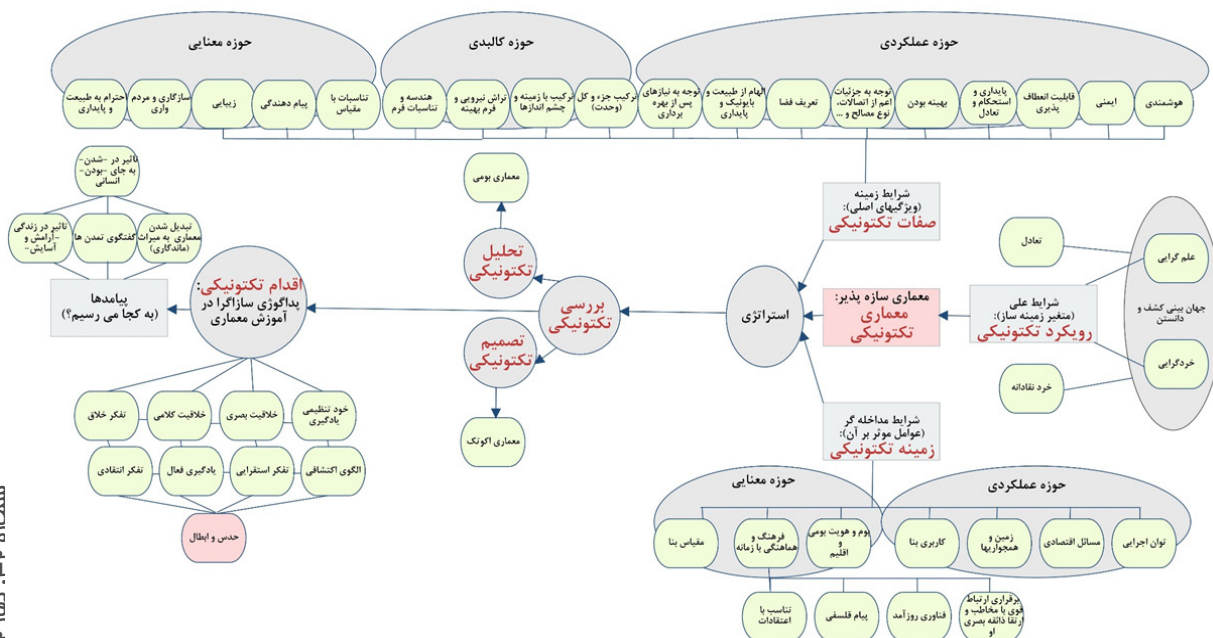 حوزه عملکردی
حوزه کالبدی
حوزه معنایی
هوشمندی
ایمنی
قابلیت انعطاف
پذیری
پایداری و
استحکام و
تعادل
بهینه بودن
توجه به جزئیات
اعم از اتصالات،
نوع مصالح و ...
تعریف فضا
الهام از طبیعت و
بایونیک و
پایداری
توجه به نیازهای
پس از بهره
برداری
ترکیب جزء و کل
(وحدت)
ترکیب با زمینه و
چشم اندازها
تراش نیرویی و
فرم بهینه
هندسه و
تناسبات فرم
تناسبات با
مقیاس
پیام دهندگی
زیبایی
سازگاری و مردم
واری
احترام به طبیعت
و پایداری
شرایط زمینه
(ویژگیهای اصلی):
صفات تکتونیکی
علم گرایی
جهان بینی کشف و
دانستن
خردگرایی
تعادل
خرد نقادانه
شرایط علی
(متغیر زمینه ساز):
رویکرد تکتونیکی
معماری سازه پذیر:
معماری
تکتونیکی
استراتژی
شرایط مداخله گر
(عوامل موثر بر آن):
زمینه تکتونیکی
بررسی
تکتونیکی
تحلیل
تکتونیکی
معماری بومی
تصمیم
تکتونیکی
معماری اکوتک
اقدام تکتونیکی:
پداگوژی سازاگرا در
آموزش معماری
پیامدها
(به کجا می رسیم؟)
تبدیل شدن
معماری به میراث
(ماندگاری)
گفتگوی تمدن ها
تاثیر در زندگی
-آرامش و
آسایش-
تاثیر در -شدن-
به جای -بودن-
انسانی
خود تنظیمی
یادگیری
خلاقیت بصری
خلاقیت کلامی
تفکر خلاق
الگوی اکتشافی
تفکر استقرایی
یادگیری فعال
تفکر انتقادی
حدس و ابطال
حوزه عملکردی
حوزه معنایی
توان اجرایی
مسائل اقتصادی
زمین و
همجواریها
کاربری بنا
بوم و هویت بومی
و
اقلیم
فرهنگ و
هماهنگی با زمانه
مقیاس بنا
برقراری ارتباط
قوی با مخاطب و
ارتقا ذائقه بصری
او
فناوری روزآمد
پیام فلسفی
تناسب با
اعتقادات